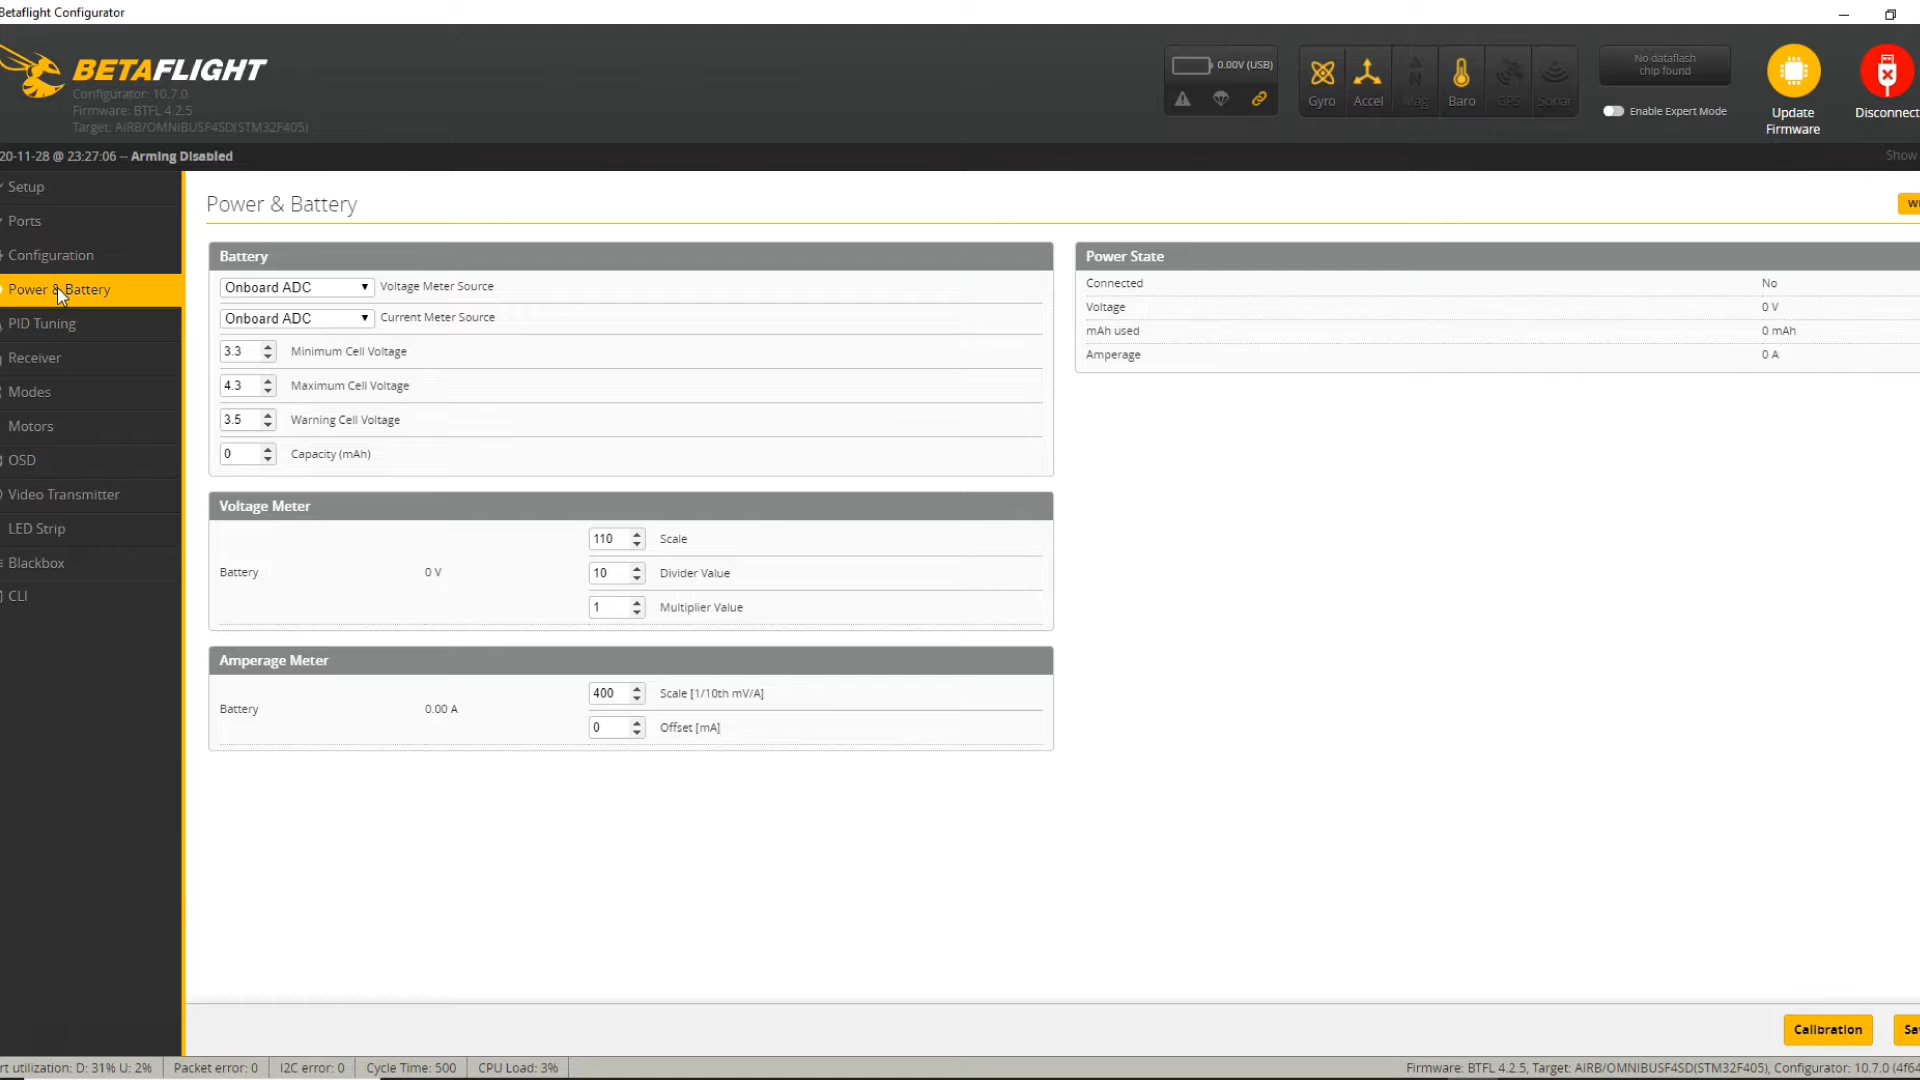 Betaflight Configurator
BETAFLIGHT
Configurator: 10.7.0
Firmware: BTFL 4.2.5
Target: AIRB/OMNIBUSF4SD(STM32F405)
0.00V (USB)
Gyro
Accel
Mag
Baro
GPS
Sonar
No dataflash
chip found
Enable Expert Mode
Update
Firmware
Disconnect
20-11-28 @ 23:27:06 -- Arming Disabled
Show
Setup
Ports
Configuration
Power & Battery
PID Tuning
Receiver
Modes
Motors
OSD
Video Transmitter
LED Strip
Blackbox
CLI
Power & Battery
Battery
Onboard ADC Voltage Meter Source
Onboard ADC Current Meter Source
3.3 Minimum Cell Voltage
4.3 Maximum Cell Voltage
3.5 Warning Cell Voltage
0 Capacity (mAh)
Voltage Meter
Battery 0 V
110 Scale
10 Divider Value
1 Multiplier Value
Amperage Meter
Battery 0.00 A
400 Scale [1/10th mV/A]
0 Offset [mA]
Power State
Connected No
Voltage 0 V
mAh used 0 mAh
Amperage 0 A
Calibration
Sa
rt utilization: D: 31% U: 2% Packet error: 0 I2C error: 0 Cycle Time: 500 CPU Load: 3% Firmware: BTFL 4.2.5, Target: AIRB/OMNIBUSF4SD(STM32F405), Configurator: 10.7.0 (4f64